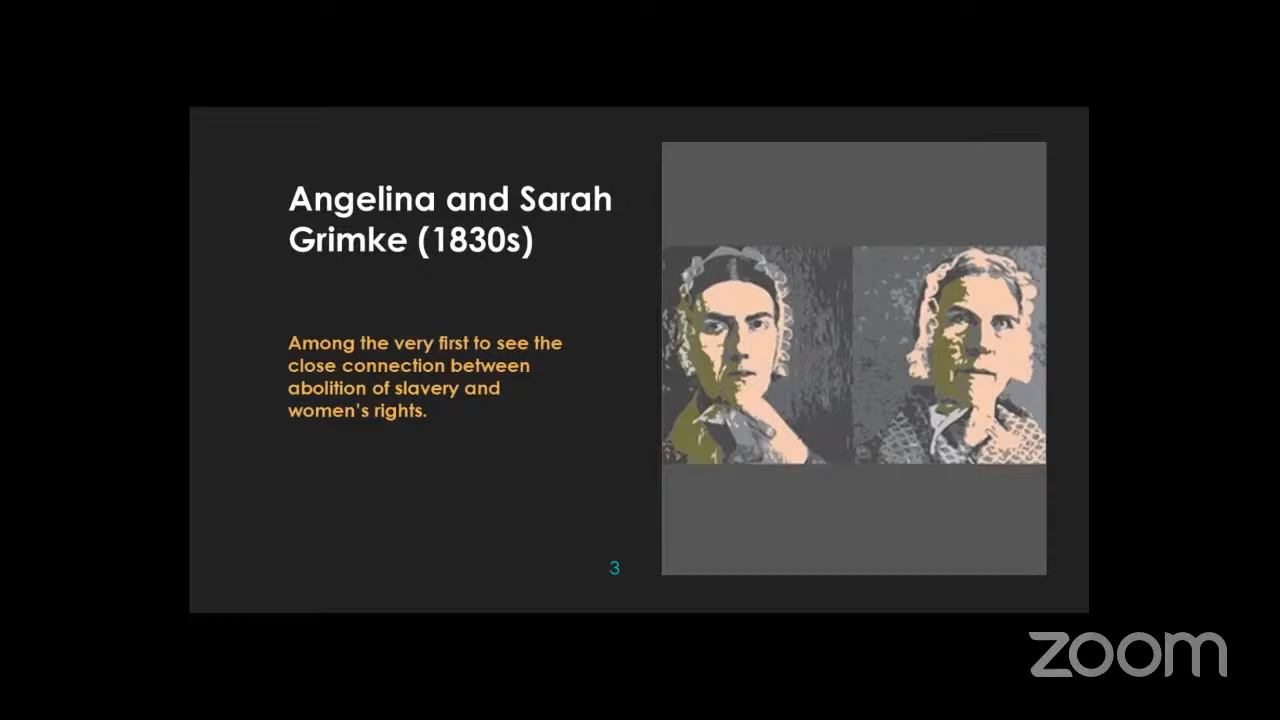 Angelina and Sarah
Grimke (1830s)
Among the very first to see the
close connection between
abolition of slavery and
women's rights.
3
zoom